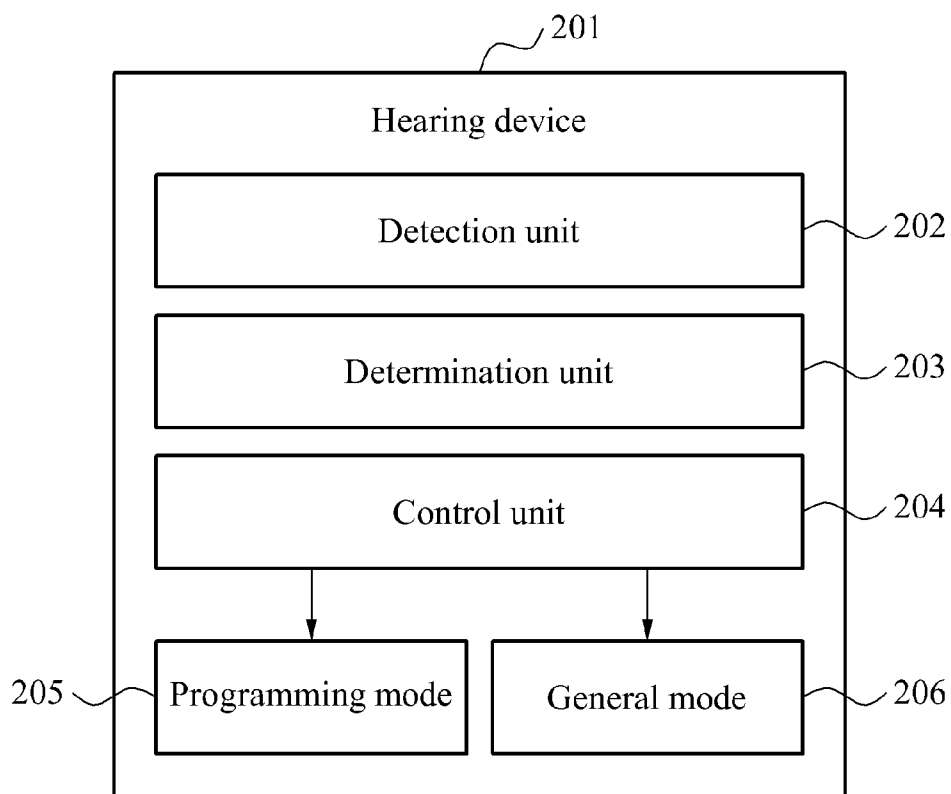 201
Hearing device
Detection unit
202
Determination unit
203
Control unit
204
205
Programming mode
General mode
206